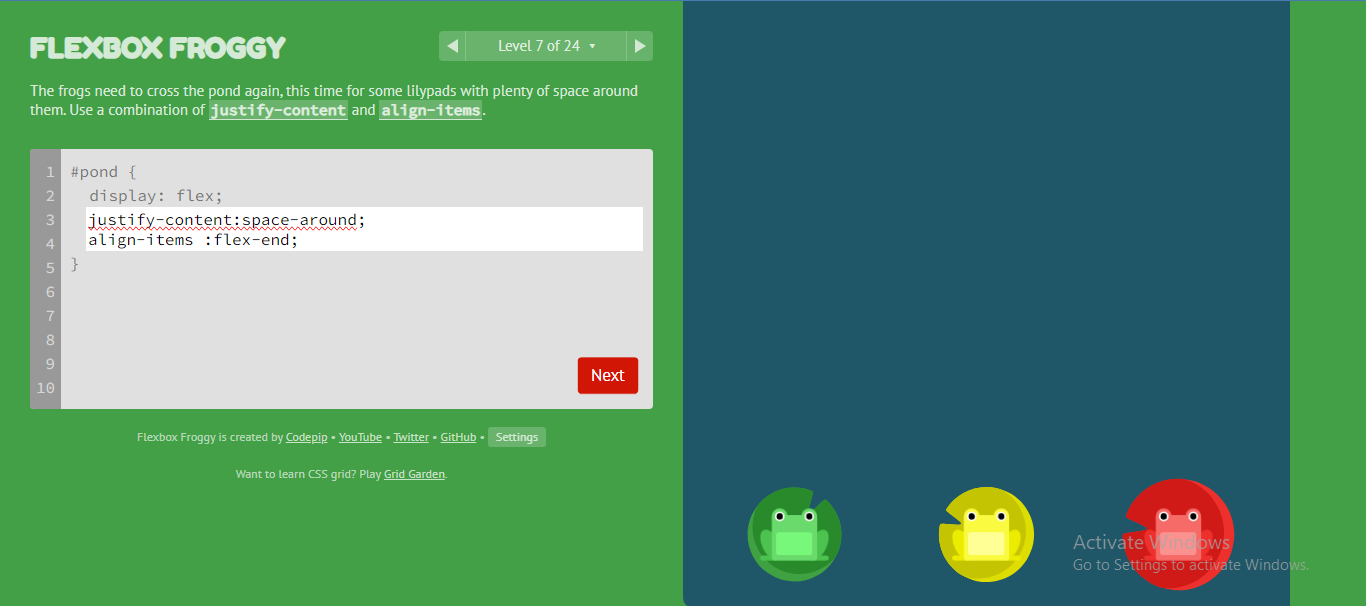 FLEXBOX FROGGY
◀ Level 7 of 24 ▾ ▶
The frogs need to cross the pond again, this time for some lilypads with plenty of space around
them. Use a combination of justify-content and align-items.
1 #pond {
2 display: flex;
3 justify-content:space-around;
4 align-items :flex-end;
5 }
6
7
8
9
10
Next
Flexbox Froggy is created by Codepip • YouTube • Twitter • GitHub • Settings
Want to learn CSS grid? Play Grid Garden.
Activate Windows
Go to Settings to activate Windows.